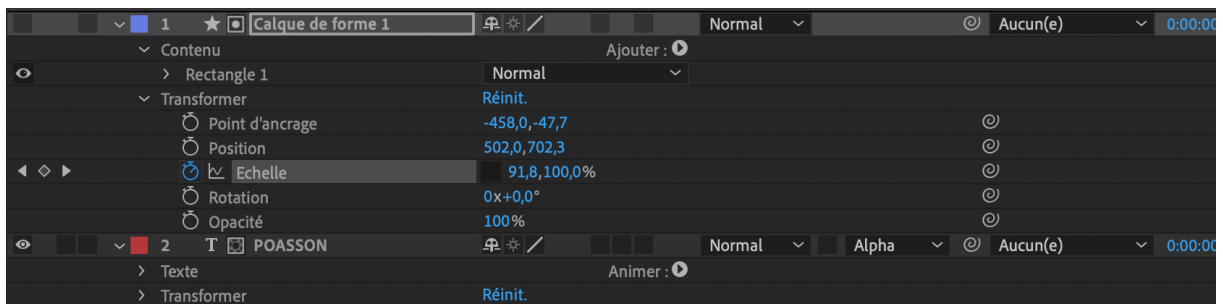 1 Calque de forme 1 Normal Aucun(e) 0:00:00
Contenu Ajouter :
Rectangle 1 Normal
Transformer Réinit.
Point d'ancrage -458,0,-47,7
Position 502,0,702,3
Echelle 91,8,100,0%
Rotation 0x+0,0°
Opacité 100%
2 T POASSON Normal Alpha Aucun(e) 0:00:00
Texte Animer :
Transformer Réinit.